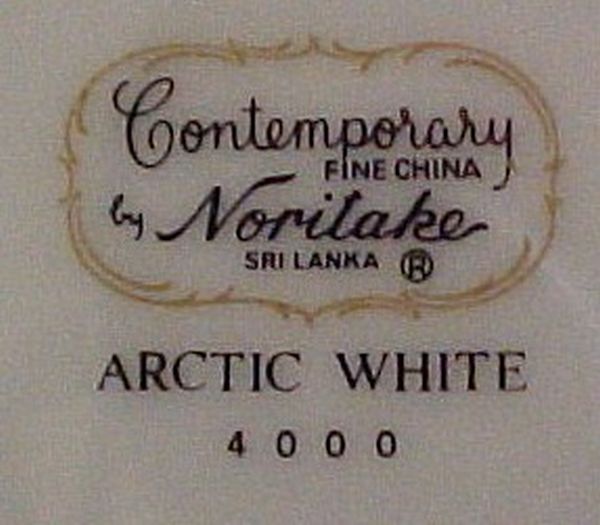 Contemporary
FINE CHINA
by Noritake
SRI LANKA ®
ARCTIC WHITE
4000